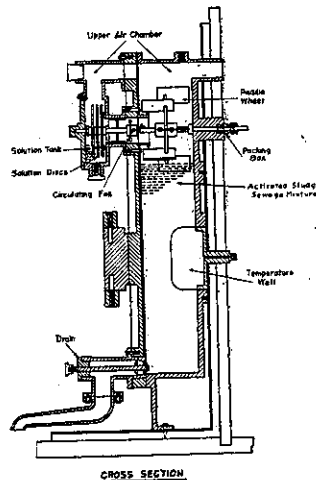 Upper Air Chamber
Paddle
Wheel
Solution Tank
Packing
Box
Solution Discs
Circulating Fan
Activated Sludge
Sewage Mixture
Temperature
Well
Drain
CROSS SECTION